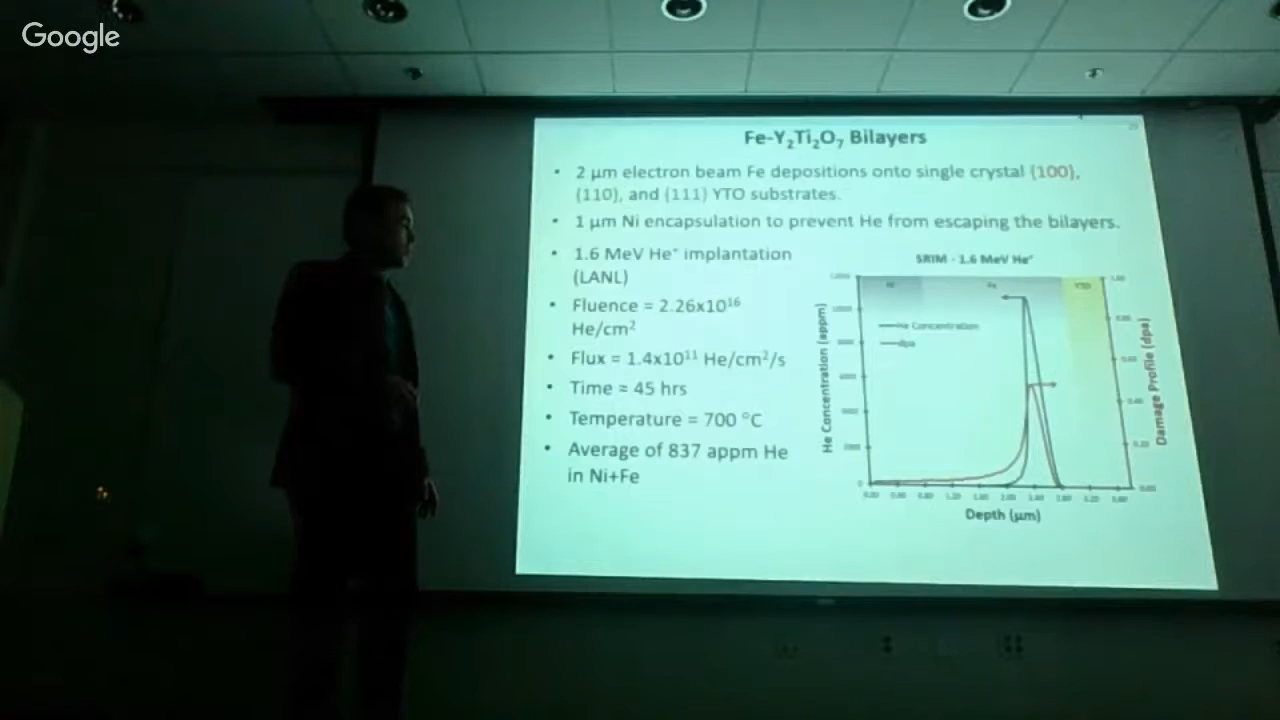 Google
Fe-Y₂Ti₂O₇ Bilayers
• 2 μm electron beam Fe depositions onto single crystal {100},
{110}, and {111} YTO substrates.
• 1 μm Ni encapsulation to prevent He from escaping the bilayers.
• 1.6 MeV He⁺ implantation
(LANL)
• Fluence = 2.26x10¹⁶
He/cm²
• Flux = 1.4x10¹¹ He/cm²/s
• Time = 45 hrs
• Temperature = 700 °C
• Average of 837 appm He
in Ni+Fe
SRIM - 1.6 MeV He⁺
Fe
YTO
He Concentration
dpa
He Concentration (appm)
Damage Profile (dpa)
Depth (μm)